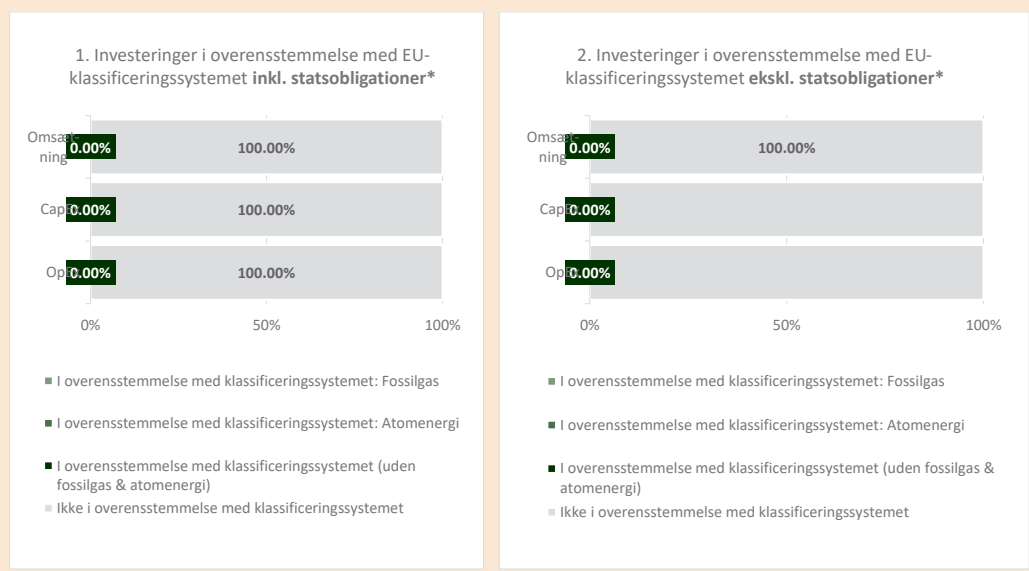 1. Investeringer i overensstemmelse med EU-
klassificeringssystemet inkl. statsobligationer*
Omsæt-
ning
0.00%
100.00%
CapEx
0.00%
100.00%
OpEx
0.00%
100.00%
0%
50%
100%
I overensstemmelse med klassificeringssystemet: Fossilgas
I overensstemmelse med klassificeringssystemet: Atomenergi
I overensstemmelse med klassificeringssystemet (uden
fossilgas & atomenergi)
Ikke i overensstemmelse med klassificeringssystemet
2. Investeringer i overensstemmelse med EU-
klassificeringssystemet ekskl. statsobligationer*
Omsæt-
ning
0.00%
100.00%
CapEx
0.00%
OpEx
0.00%
0%
50%
100%
I overensstemmelse med klassificeringssystemet: Fossilgas
I overensstemmelse med klassificeringssystemet: Atomenergi
I overensstemmelse med klassificeringssystemet (uden fossilgas &
atomenergi)
Ikke i overensstemmelse med klassificeringssystemet